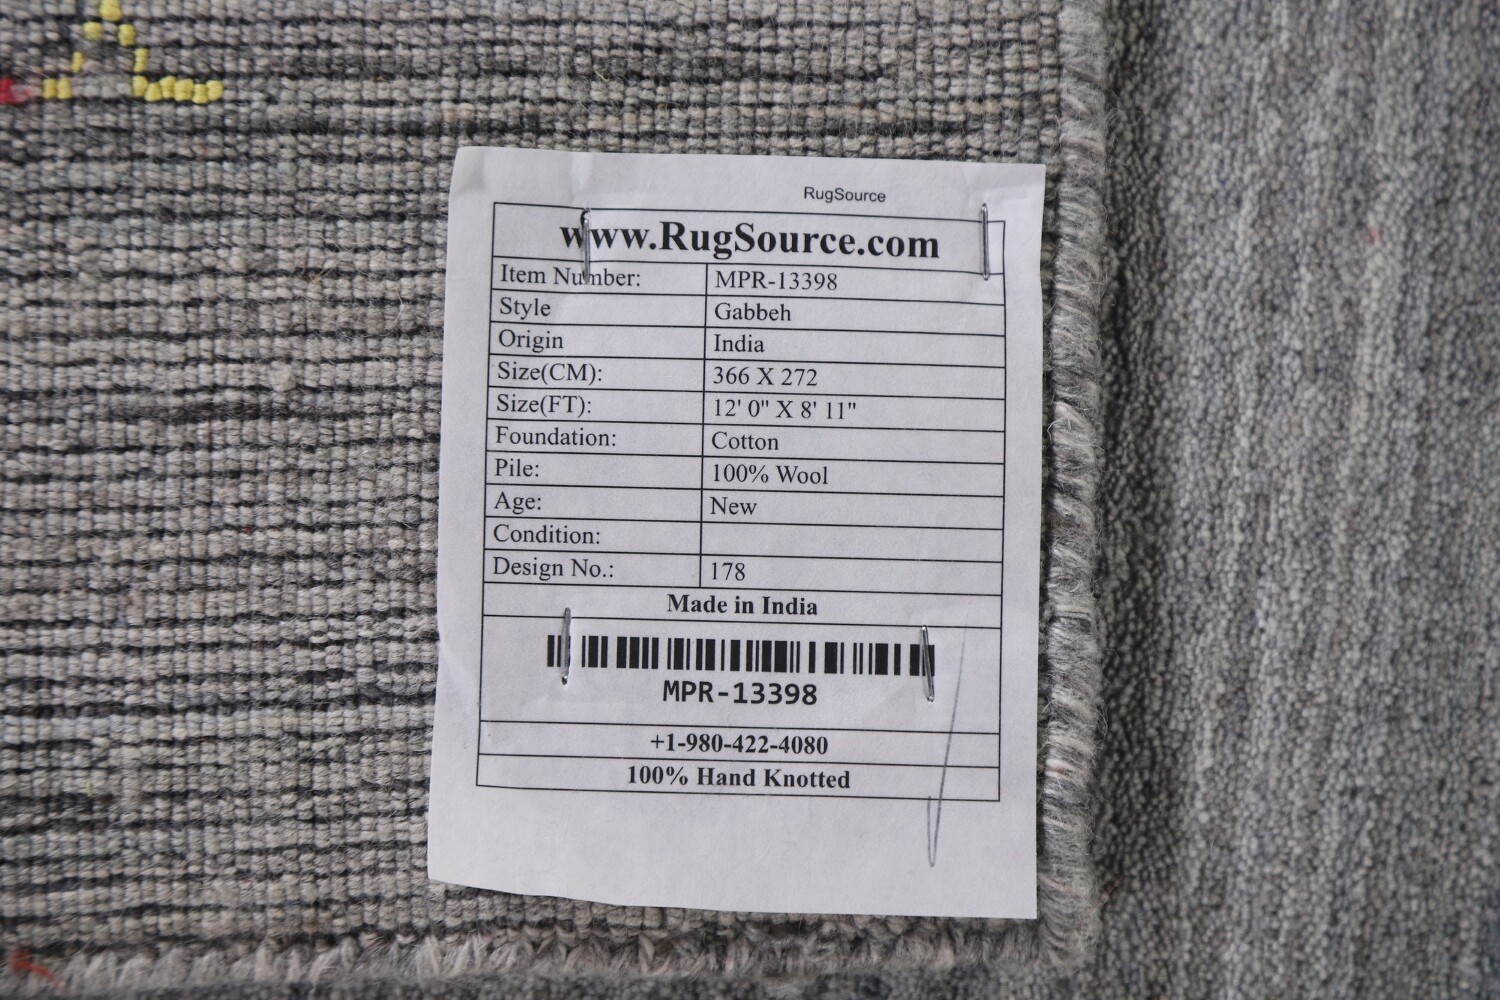 RugSource
www.RugSource.com
Item Number: MPR-13398
Style Gabbeh
Origin India
Size(CM): 366 X 272
Size(FT): 12' 0" X 8' 11"
Foundation: Cotton
Pile: 100% Wool
Age: New
Condition:
Design No.: 178
Made in India
MPR-13398
+1-980-422-4080
100% Hand Knotted